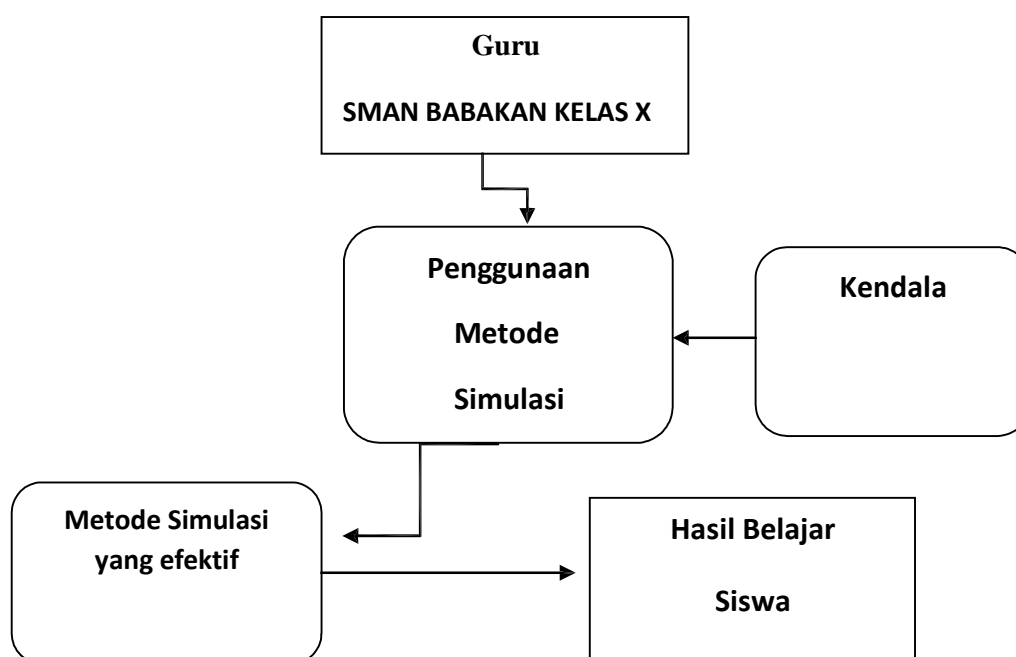 Guru
SMAN BABAKAN KELAS X
Penggunaan
Metode
Simulasi
Kendala
Metode Simulasi
yang efektif
Hasil Belajar
Siswa